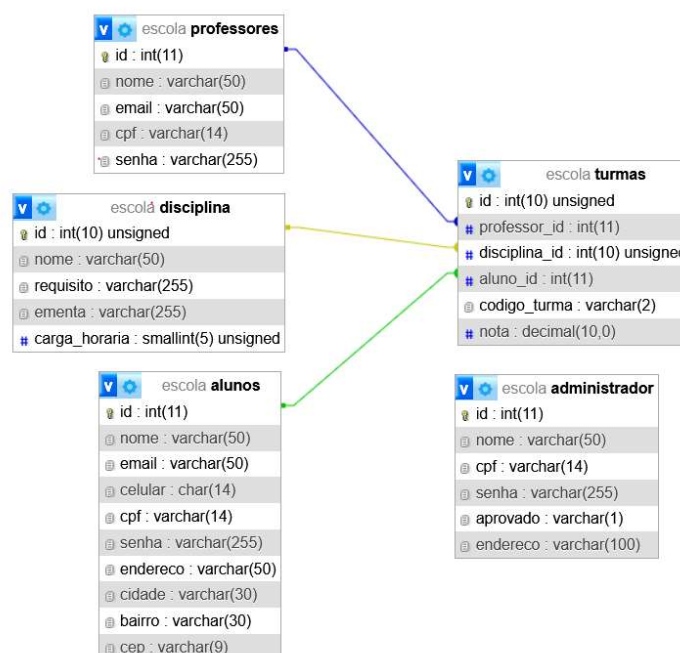 escola professores
id : int(11)
nome : varchar(50)
email : varchar(50)
cpf : varchar(14)
senha : varchar(255)
escola disciplina
id : int(10) unsigned
nome : varchar(50)
requisito : varchar(255)
ementa : varchar(255)
# carga_horaria : smallint(5) unsigned
escola alunos
id : int(11)
nome : varchar(50)
email : varchar(50)
celular : char(14)
cpf : varchar(14)
senha : varchar(255)
endereco : varchar(50)
cidade : varchar(30)
bairro : varchar(30)
cep : varchar(9)
escola turmas
id : int(10) unsigned
# professor_id : int(11)
# disciplina_id : int(10) unsigned
# aluno_id : int(11)
codigo_turma : varchar(2)
# nota : decimal(10,0)
escola administrador
id : int(11)
nome : varchar(50)
cpf : varchar(14)
senha : varchar(255)
aprovado : varchar(1)
endereco : varchar(100)